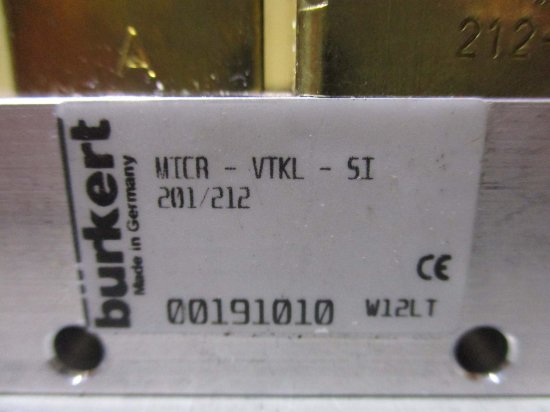 A
212-
MICR - VTKL - SI
201/212
burkert
Made in Germany
CE
00191010 W12LT